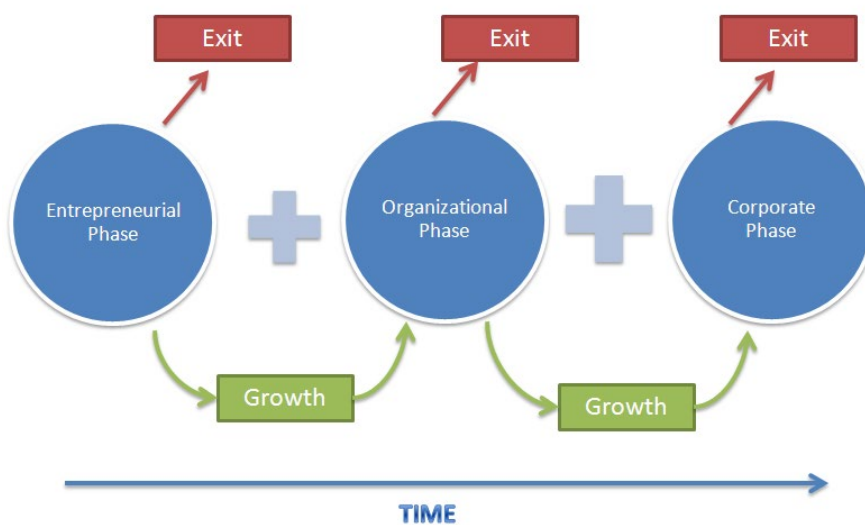 Exit
Exit
Exit
Entrepreneurial
Phase
Organizational
Phase
Corporate
Phase
Growth
Growth
TIME